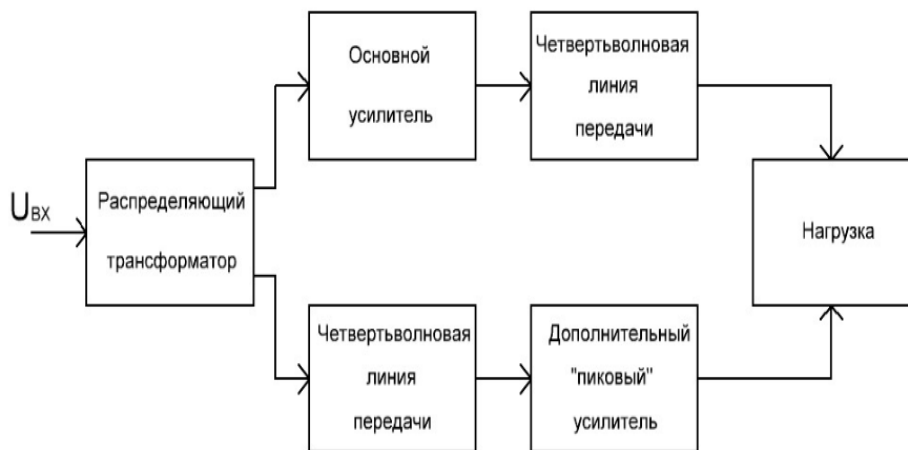 Основной
усилитель
Четвертьволновая
линия
передачи
Uвх
Распределяющий
трансформатор
Нагрузка
Четвертьволновая
линия
передачи
Дополнительный
"пиковый"
усилитель